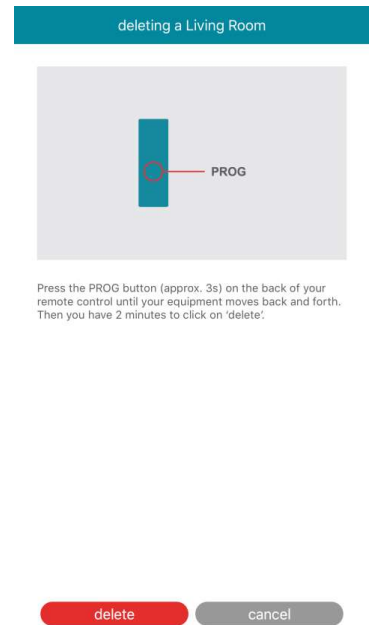 deleting a Living Room
PROG
Press the PROG button (approx. 3s) on the back of your
remote control until your equipment moves back and forth.
Then you have 2 minutes to click on ‘delete’.
delete
cancel